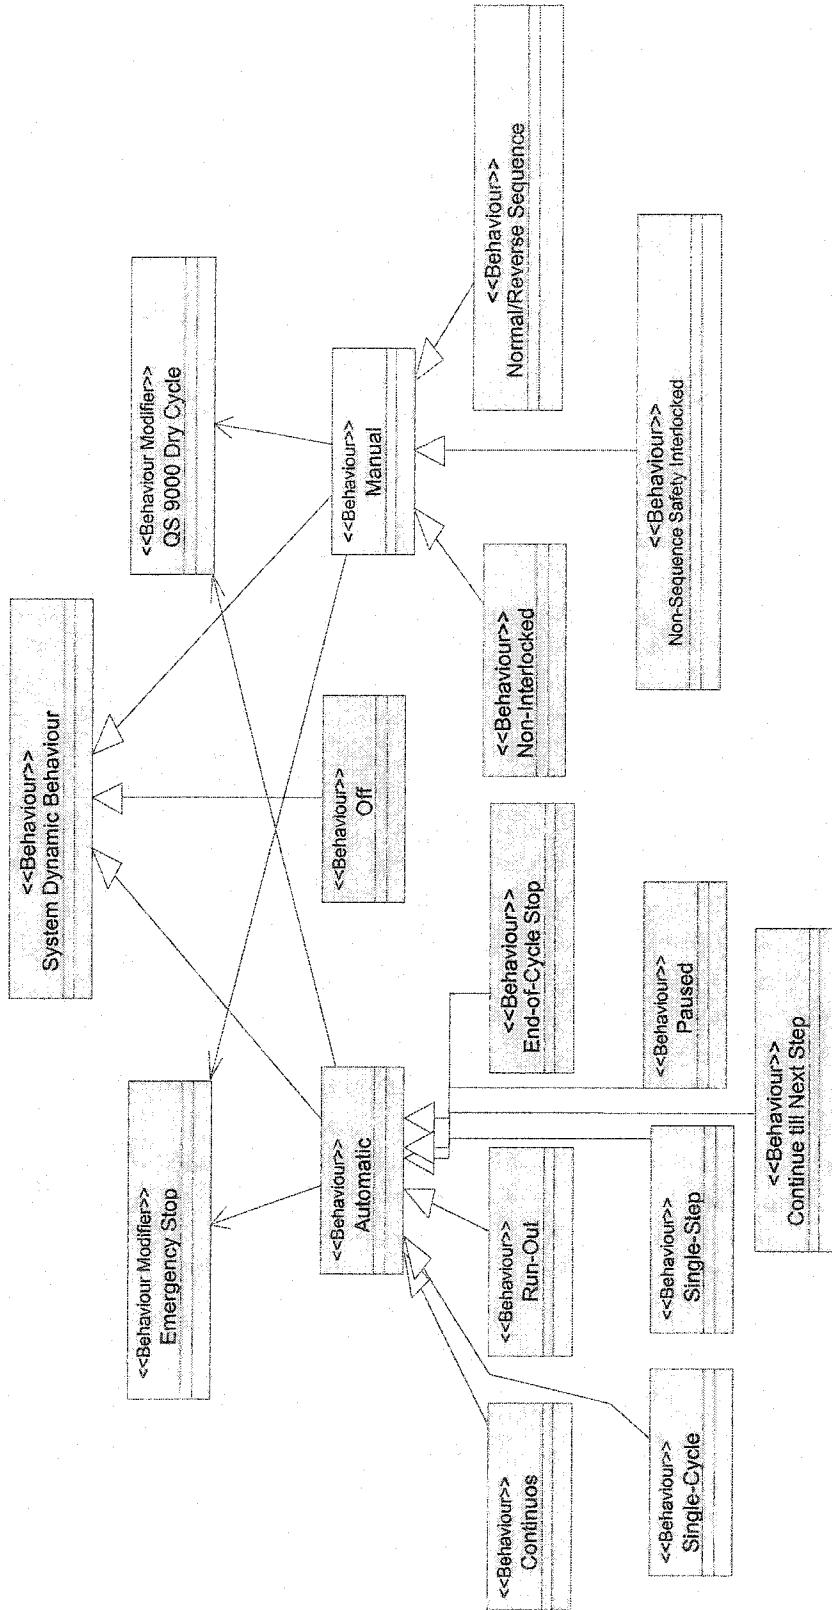 <<Behaviour>>
System Dynamic Behaviour
<<Behaviour Modifier>>
Emergency Stop
<<Behaviour Modifier>>
QS 9000 Dry Cycle
<<Behaviour>>
Automatic
<<Behaviour>>
Off
<<Behaviour>>
Manual
<<Behaviour>>
Continuos
<<Behaviour>>
Run-Out
<<Behaviour>>
End-of-Cycle Stop
<<Behaviour>>
Non-Interlocked
<<Behaviour>>
Normal/Reverse Sequence
<<Behaviour>>
Single-Cycle
<<Behaviour>>
Single-Step
<<Behaviour>>
Paused
<<Behaviour>>
Non-Sequence Safety Interlocked
<<Behaviour>>
Continue till Next Step